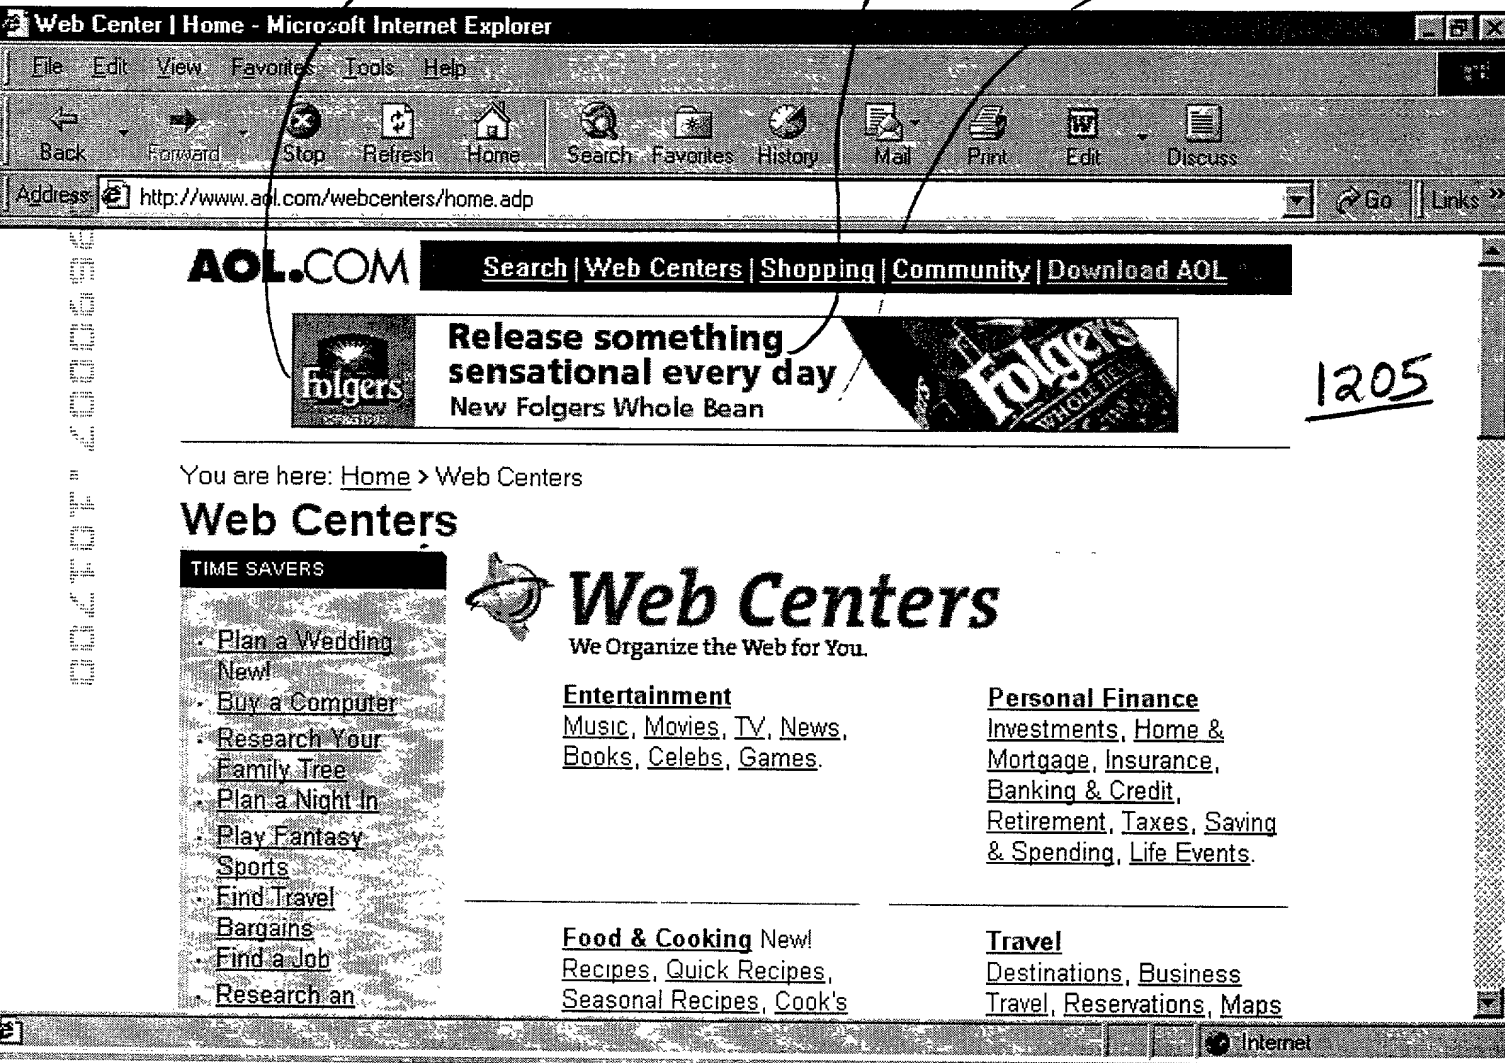 Web Center | Home - Microsoft Internet Explorer
File Edit View Favorites Tools Help
Back Forward Stop Refresh Home Search Favorites History Mail Print Edit Discuss
Address http://www.aol.com/webcenters/home.adp Go Links »
AOL.COM Search | Web Centers | Shopping | Community | Download AOL
Folgers
Release something
sensational every day
New Folgers Whole Bean
Folgers
1205
You are here: Home > Web Centers
Web Centers
TIME SAVERS
· Plan a Wedding
New!
· Buy a Computer
· Research Your
Family Tree
· Plan a Night In
· Play Fantasy
Sports
· Find Travel
Bargains
· Find a Job
· Research an
Web Centers
We Organize the Web for You.
Entertainment
Music, Movies, TV, News,
Books, Celebs, Games.
Personal Finance
Investments, Home &
Mortgage, Insurance,
Banking & Credit,
Retirement, Taxes, Saving
& Spending, Life Events.
Food & Cooking New!
Recipes, Quick Recipes,
Seasonal Recipes, Cook's
Travel
Destinations, Business
Travel, Reservations, Maps
Internet